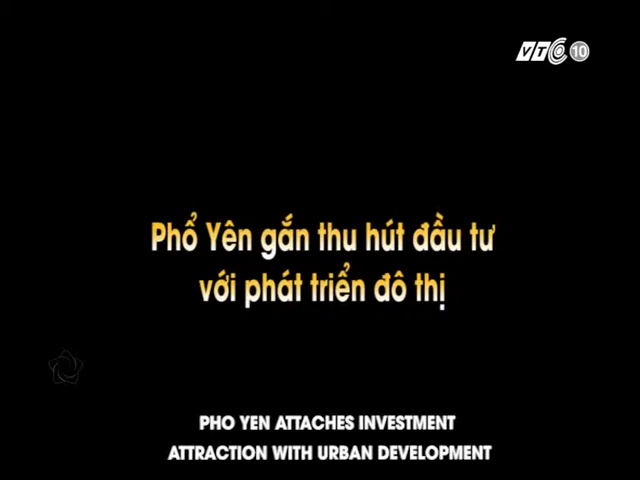 VTC10
Phổ Yên gắn thu hút đầu tư
với phát triển đô thị
PHO YEN ATTACHES INVESTMENT
ATTRACTION WITH URBAN DEVELOPMENT